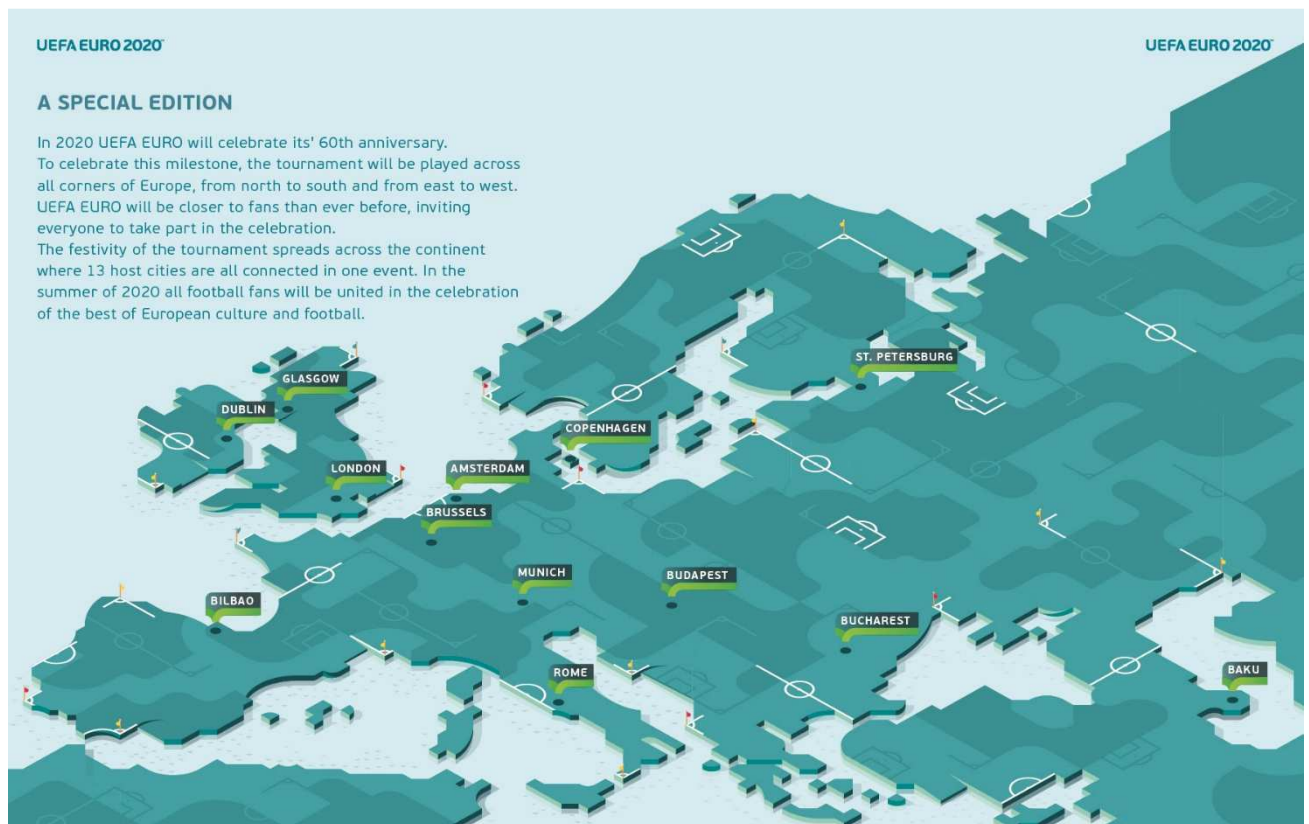 UEFA EURO 2020™
UEFA EURO 2020™
A SPECIAL EDITION
In 2020 UEFA EURO will celebrate its' 60th anniversary.
To celebrate this milestone, the tournament will be played across
all corners of Europe, from north to south and from east to west.
UEFA EURO will be closer to fans than ever before, inviting
everyone to take part in the celebration.
The festivity of the tournament spreads across the continent
where 13 host cities are all connected in one event. In the
summer of 2020 all football fans will be united in the celebration
of the best of European culture and football.
ST. PETERSBURG
GLASGOW
DUBLIN
COPENHAGEN
LONDON
AMSTERDAM
BRUSSELS
MUNICH
BUDAPEST
BILBAO
BUCHAREST
ROME
BAKU